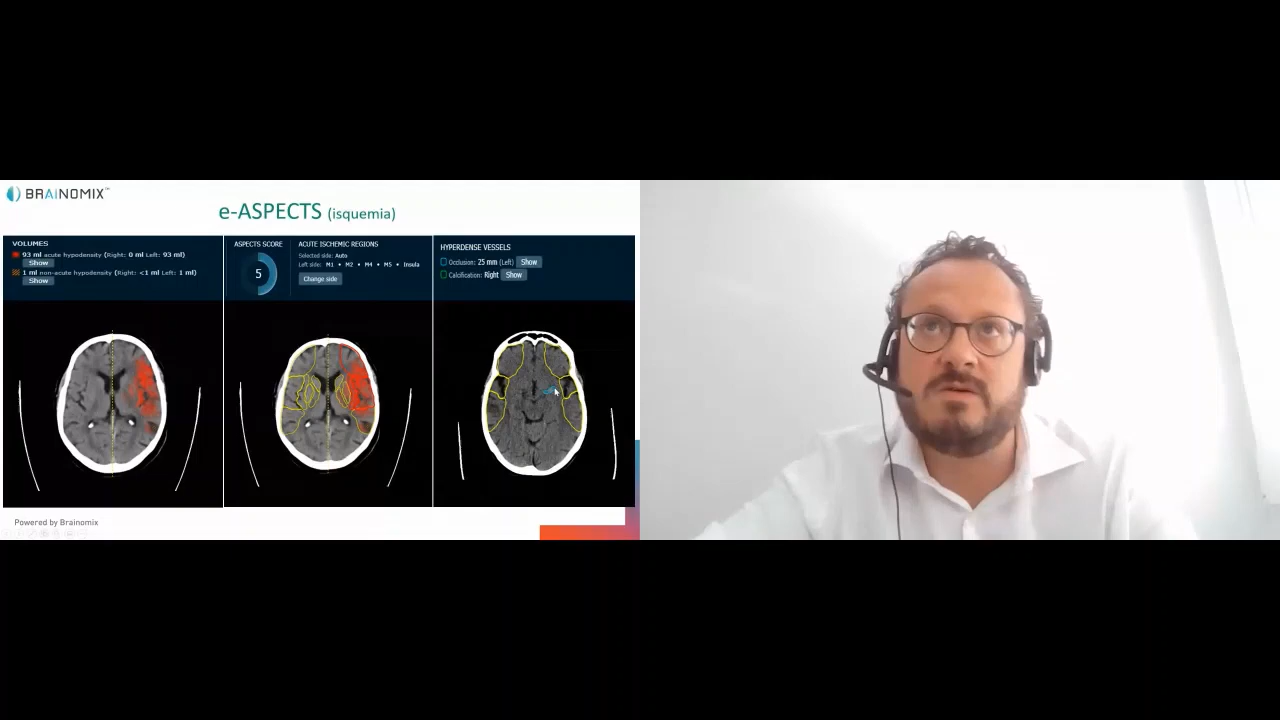 BRAINOMIX™
e-ASPECTS (isquemia)
VOLUMES
93 ml acute hypodensity (Right: 0 ml Left: 93 ml)
Show
1 ml non-acute hypodensity (Right: <1 ml Left: 1 ml)
Show
ASPECTS SCORE
5
ACUTE ISCHEMIC REGIONS
Selected side: Auto
Left side: M1 • M2 • M4 • M5 • Insula
Change side
HYPERDENSE VESSELS
Occlusion: 25 mm (Left) Show
Calcification: Right Show
Powered by Brainomix